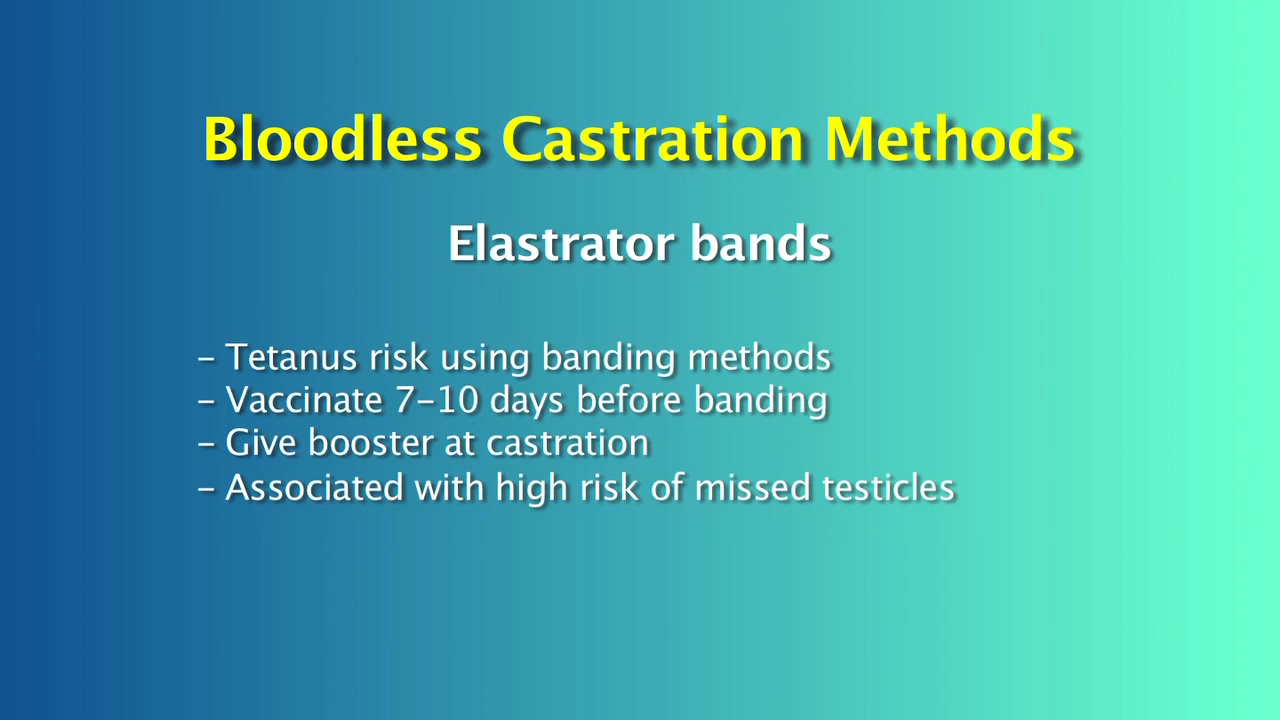 Bloodless Castration Methods
Elastrator bands
– Tetanus risk using banding methods
– Vaccinate 7–10 days before banding
– Give booster at castration
– Associated with high risk of missed testicles